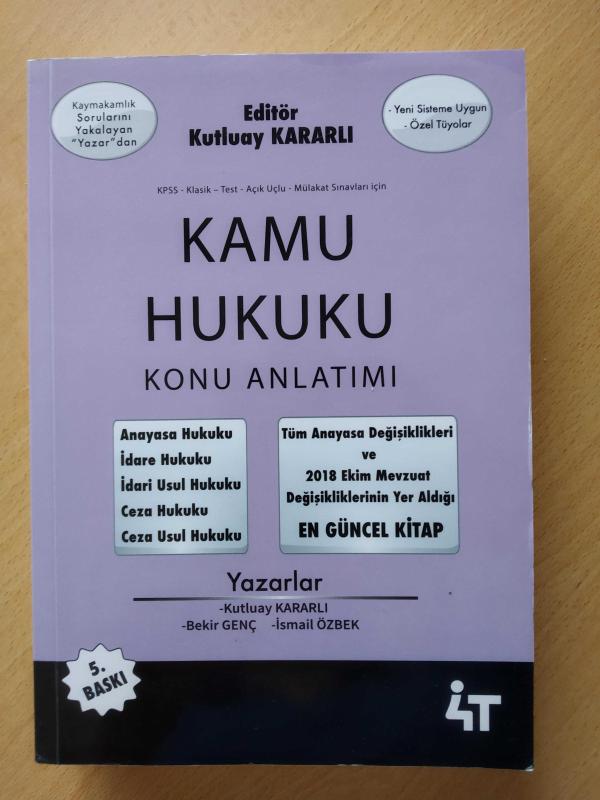 Kaymakamlık
Sorularını
Yakalayan
"Yazar"dan
Editör
Kutluay KARARLI
- Yeni Sisteme Uygun
- Özel Tüyolar
KPSS - Klasik – Test - Açık Uçlu - Mülakat Sınavları için
KAMU
HUKUKU
KONU ANLATIMI
Anayasa Hukuku
İdare Hukuku
İdari Usul Hukuku
Ceza Hukuku
Ceza Usul Hukuku
Tüm Anayasa Değişiklikleri
ve
2018 Ekim Mevzuat
Değişikliklerinin Yer Aldığı
EN GÜNCEL KİTAP
Yazarlar
-Kutluay KARARLI
-Bekir GENÇ -İsmail ÖZBEK
5.
BASKI
4T